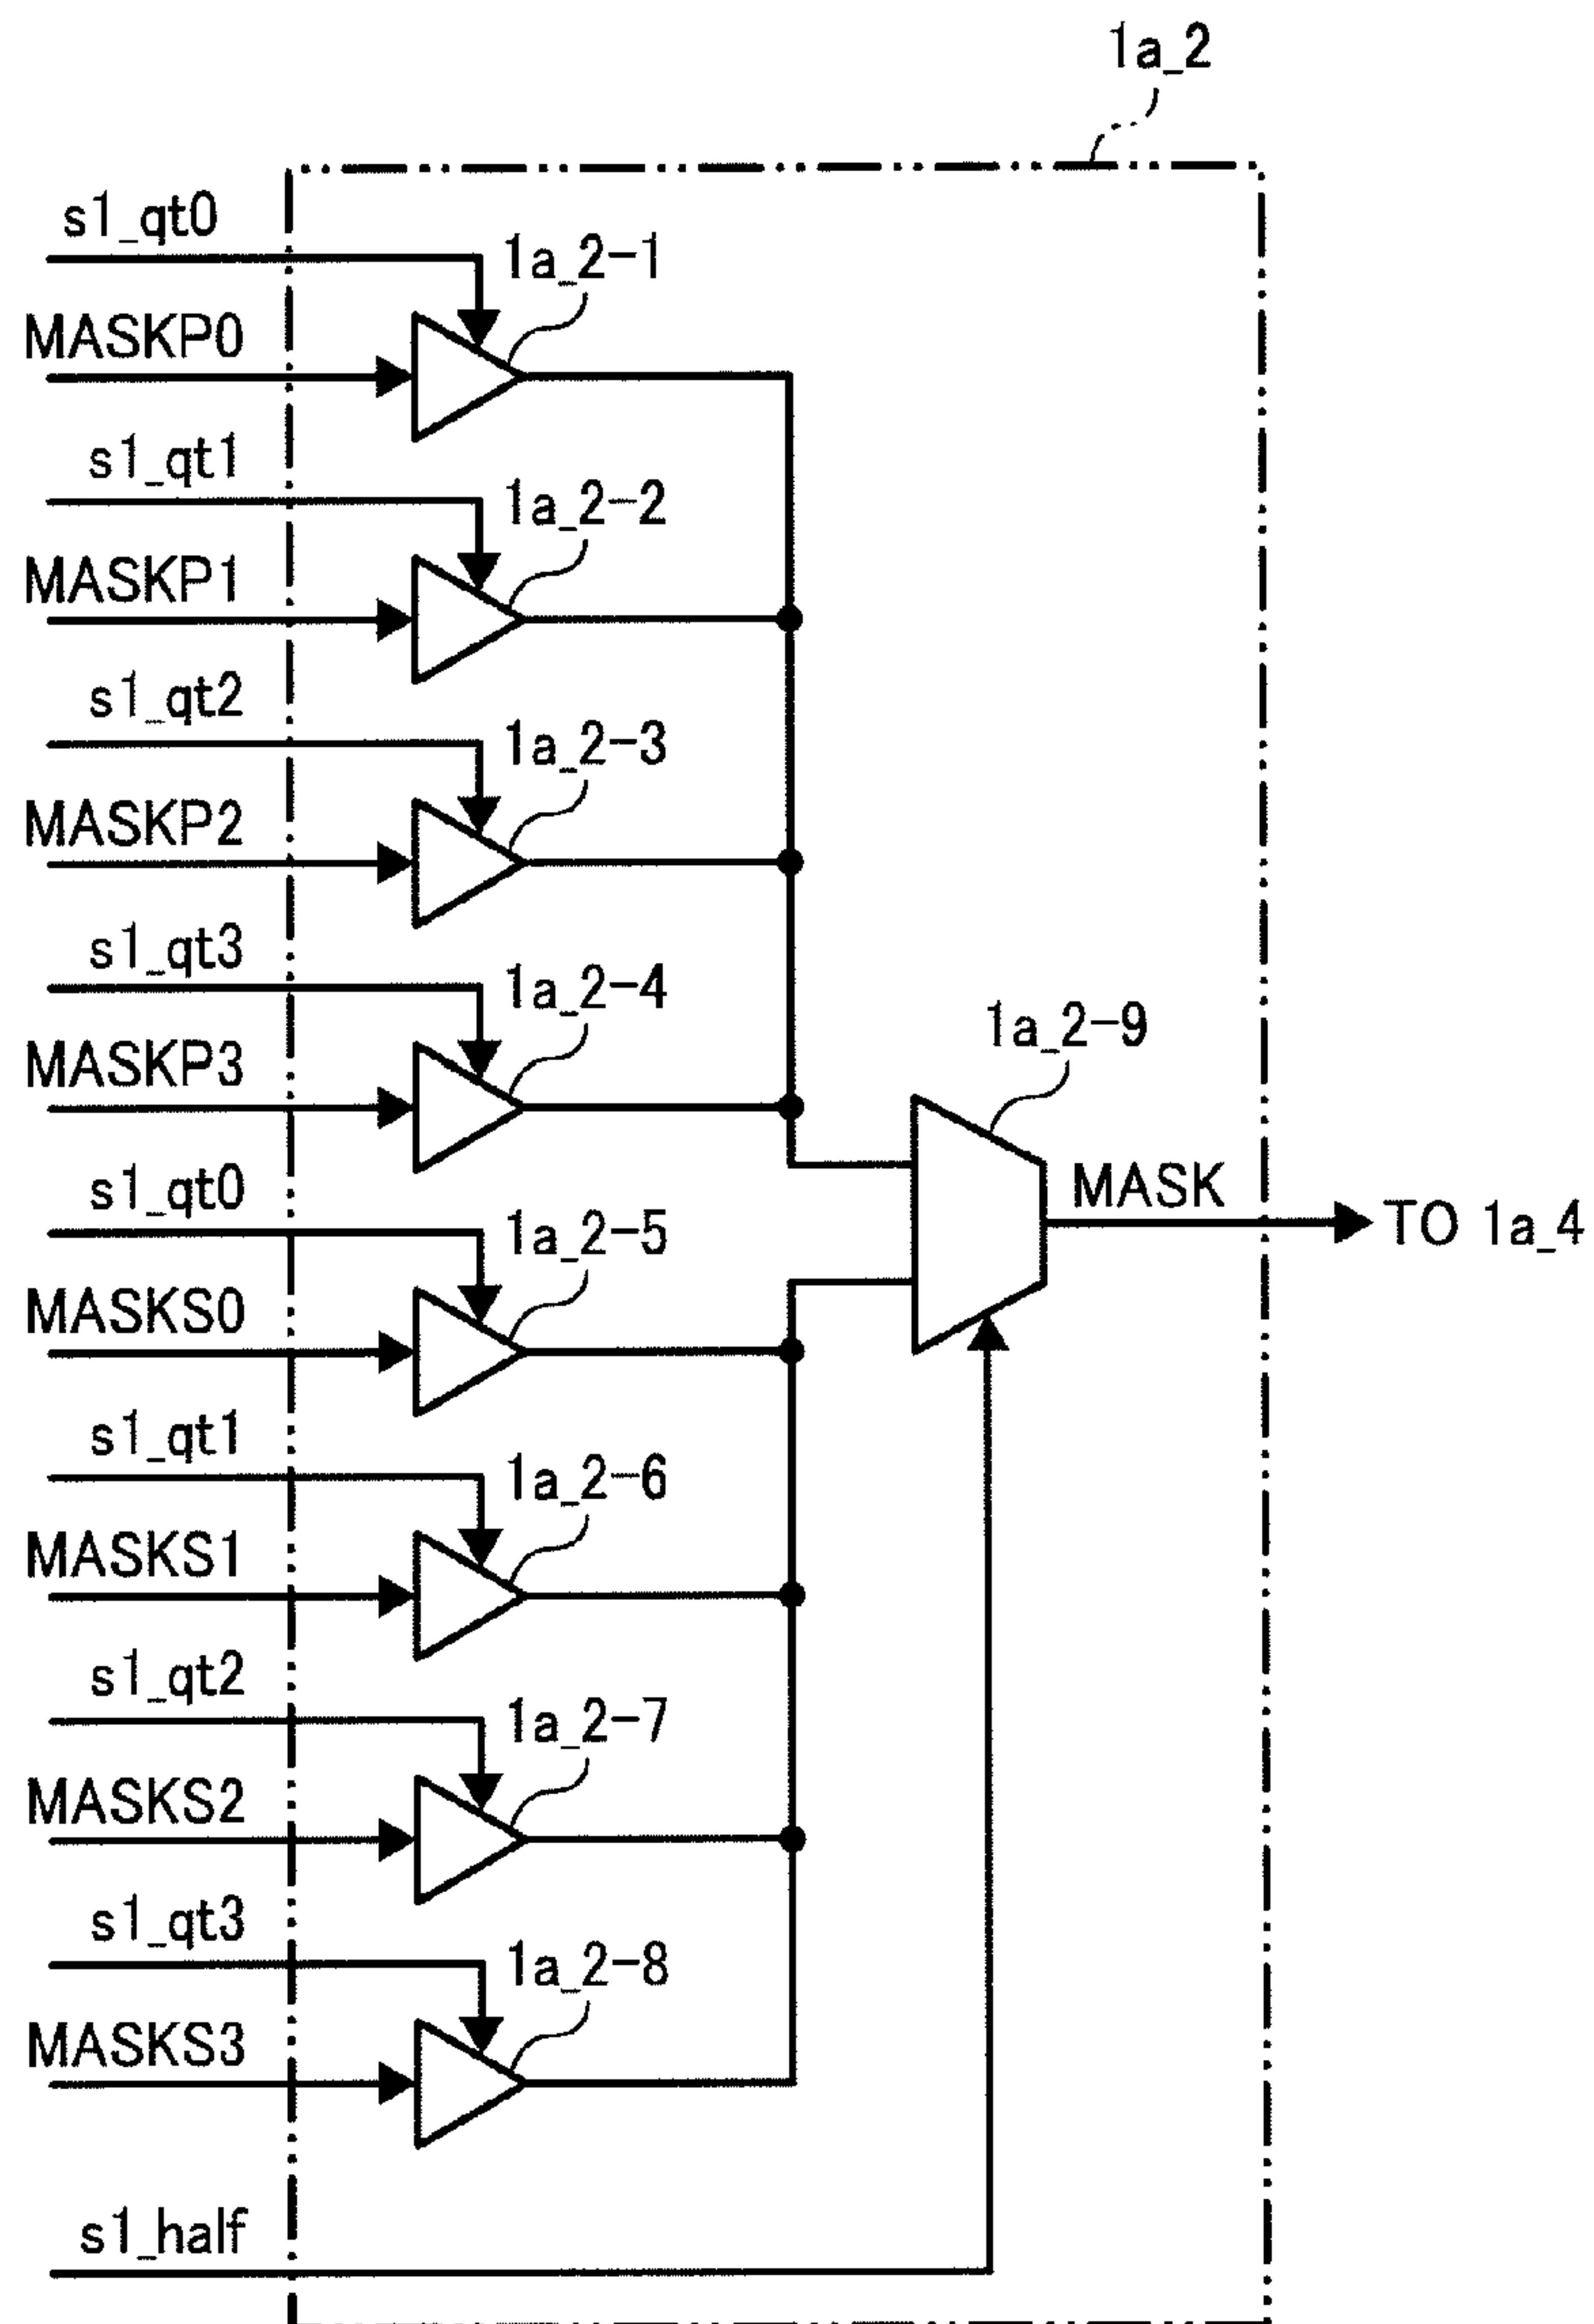 1a_2
s1_qt0
1a_2-1
MASKP0
s1_qt1
1a_2-2
MASKP1
s1_qt2
1a_2-3
MASKP2
s1_qt3
1a_2-4
MASKP3
1a_2-9
s1_qt0
MASK
TO 1a_4
1a_2-5
MASKS0
s1_qt1
1a_2-6
MASKS1
s1_qt2
1a_2-7
MASKS2
s1_qt3
1a_2-8
MASKS3
s1_half